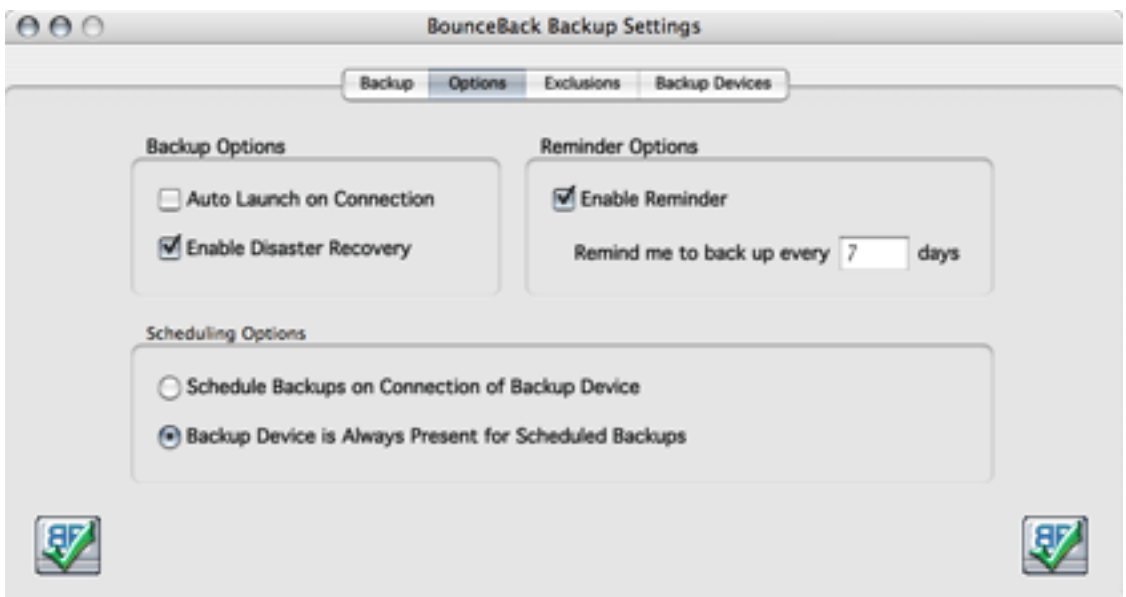 BounceBack Backup Settings
Backup Options Exclusions Backup Devices
Backup Options
Auto Launch on Connection
Enable Disaster Recovery
Reminder Options
Enable Reminder
Remind me to back up every 7 days
Scheduling Options
Schedule Backups on Connection of Backup Device
Backup Device is Always Present for Scheduled Backups